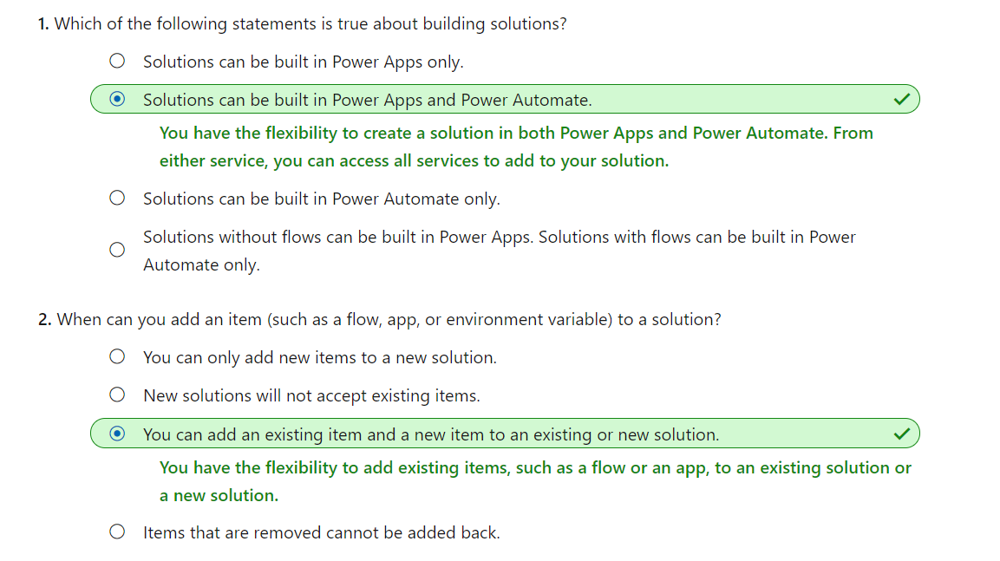 1. Which of the following statements is true about building solutions?
Solutions can be built in Power Apps only.
Solutions can be built in Power Apps and Power Automate.
You have the flexibility to create a solution in both Power Apps and Power Automate. From
either service, you can access all services to add to your solution.
Solutions can be built in Power Automate only.
Solutions without flows can be built in Power Apps. Solutions with flows can be built in Power
Automate only.
2. When can you add an item (such as a flow, app, or environment variable) to a solution?
You can only add new items to a new solution.
New solutions will not accept existing items.
You can add an existing item and a new item to an existing or new solution.
You have the flexibility to add existing items, such as a flow or an app, to an existing solution or
a new solution.
Items that are removed cannot be added back.